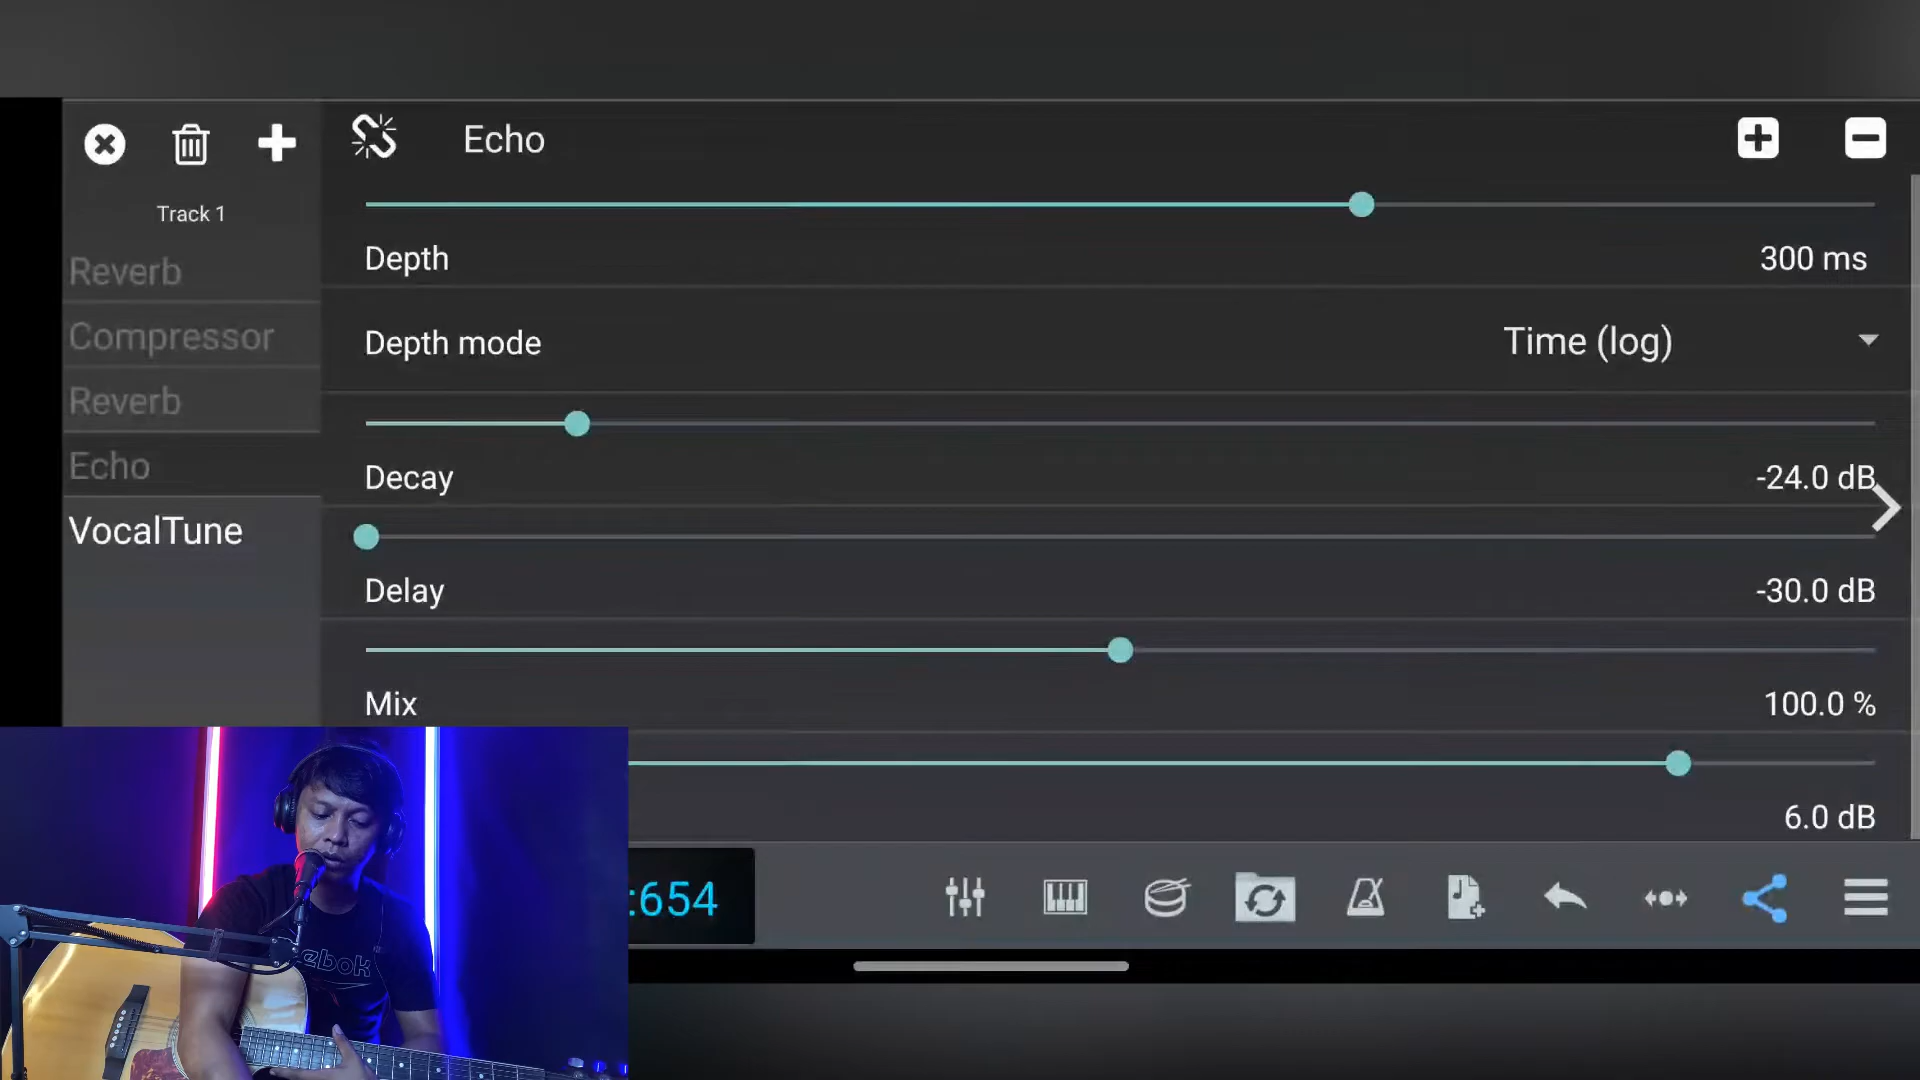 Echo
Track 1
Reverb
Compressor
Reverb
Echo
VocalTune
Depth
300 ms
Depth mode
Time (log)
Decay
-24.0 dB
Delay
-30.0 dB
Mix
100.0 %
6.0 dB
:654
eebok